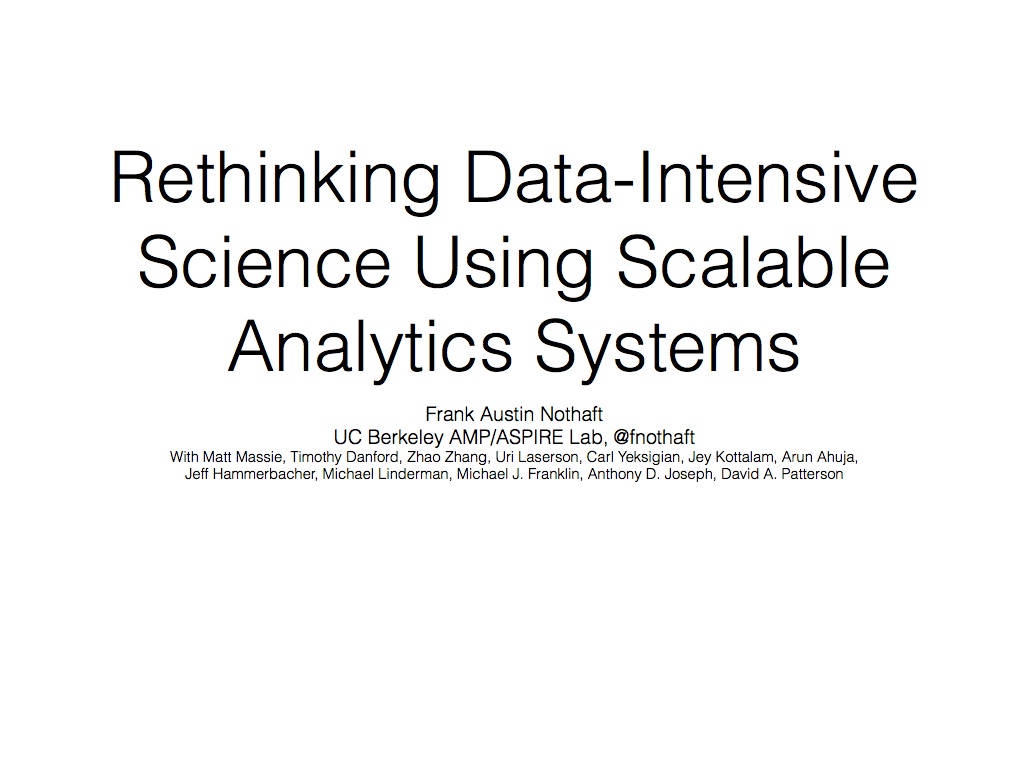 Rethinking Data-Intensive
Science Using Scalable
Analytics Systems
Frank Austin Nothaft
UC Berkeley AMP/ASPIRE Lab, @fnothaft
With Matt Massie, Timothy Danford, Zhao Zhang, Uri Laserson, Carl Yeksigian, Jey Kottalam, Arun Ahuja,
Jeff Hammerbacher, Michael Linderman, Michael J. Franklin, Anthony D. Joseph, David A. Patterson